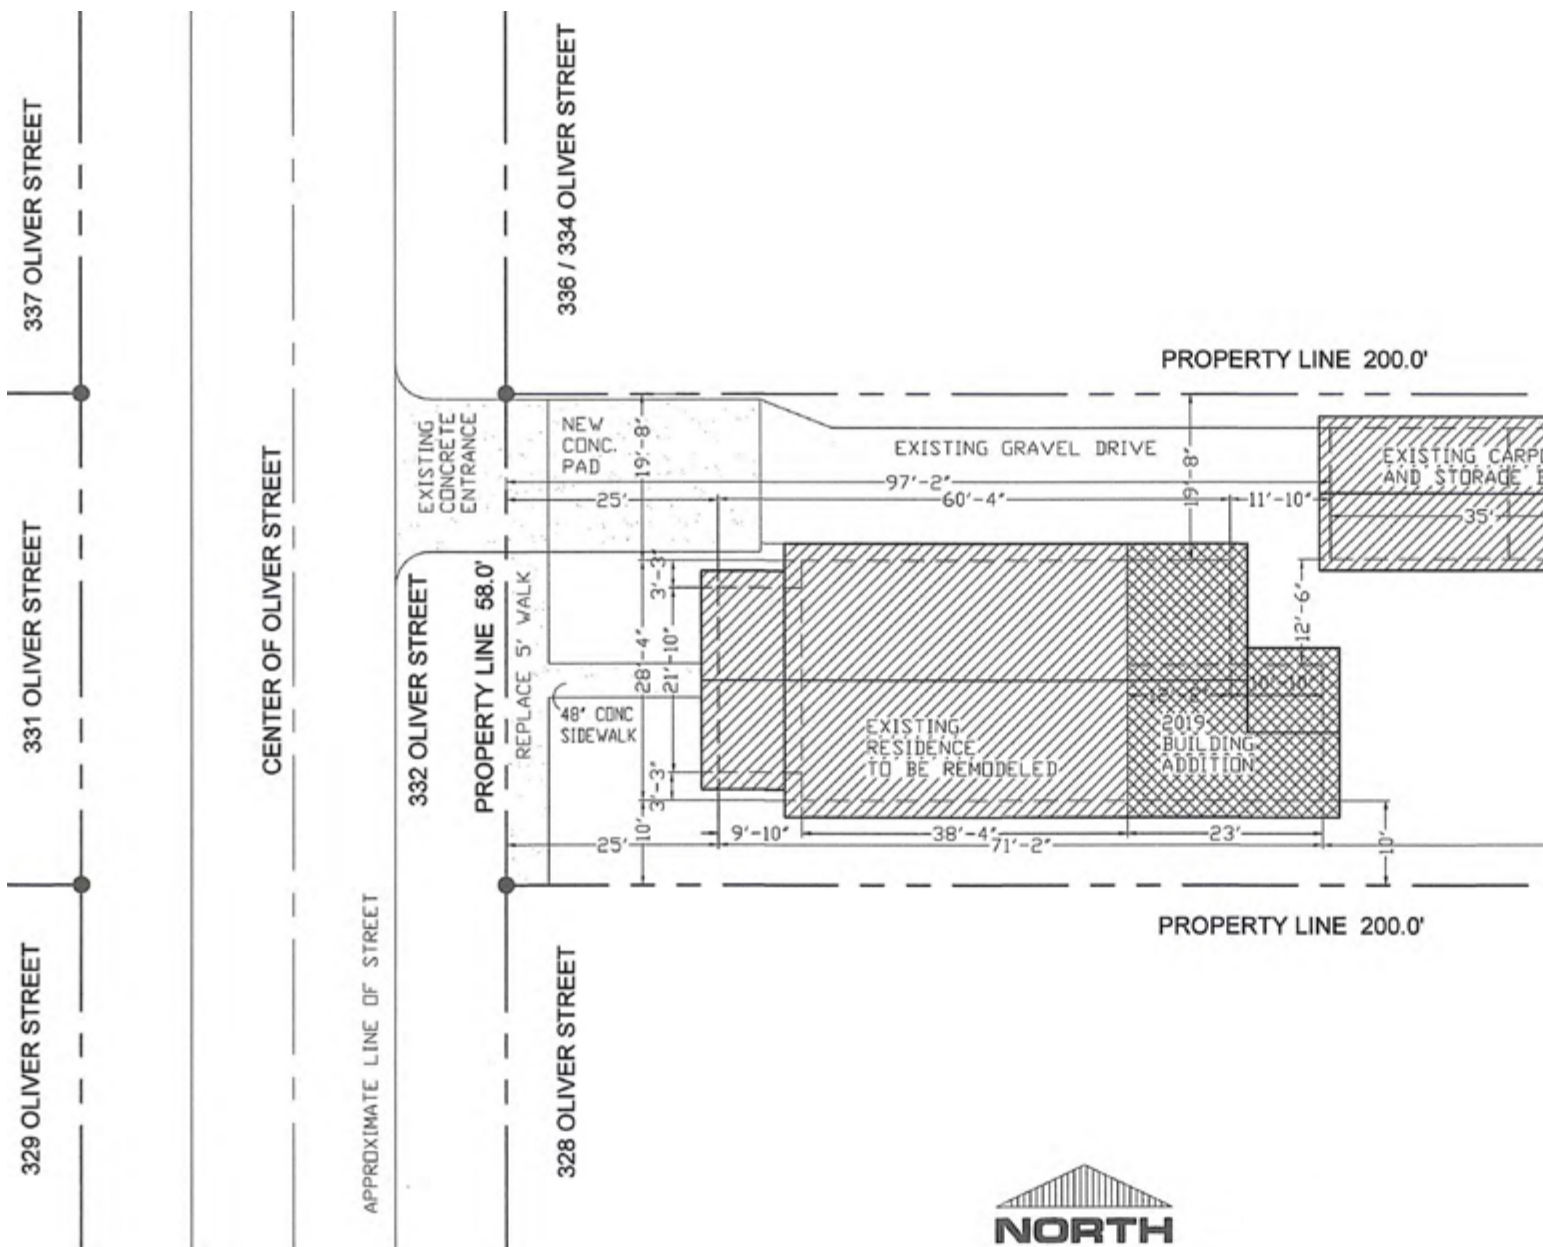 337 OLIVER STREET
336 / 334 OLIVER STREET
PROPERTY LINE 200.0'
EXISTING
CONCRETE
ENTRANCE
NEW
CONC.
PAD
19'-8"
EXISTING GRAVEL DRIVE
19'-8"
EXISTING
AND STORAGE
97'-2"
25'
60'-4"
11'-10"
35'
331 OLIVER STREET
CENTER OF OLIVER STREET
332 OLIVER STREET
PROPERTY LINE 58.0'
REPLACE 5' WALK
3'-3"
28'-4"
21'-10"
3'-3"
12'-6"
48" CONC
SIDEWALK
EXISTING
RESIDENCE
TO BE REMODELED
2019
BUILDING
ADDITION
10'
9'-10"
38'-4"
23'
25'
71'-2"
10'
PROPERTY LINE 200.0'
329 OLIVER STREET
APPROXIMATE LINE OF STREET
328 OLIVER STREET
NORTH